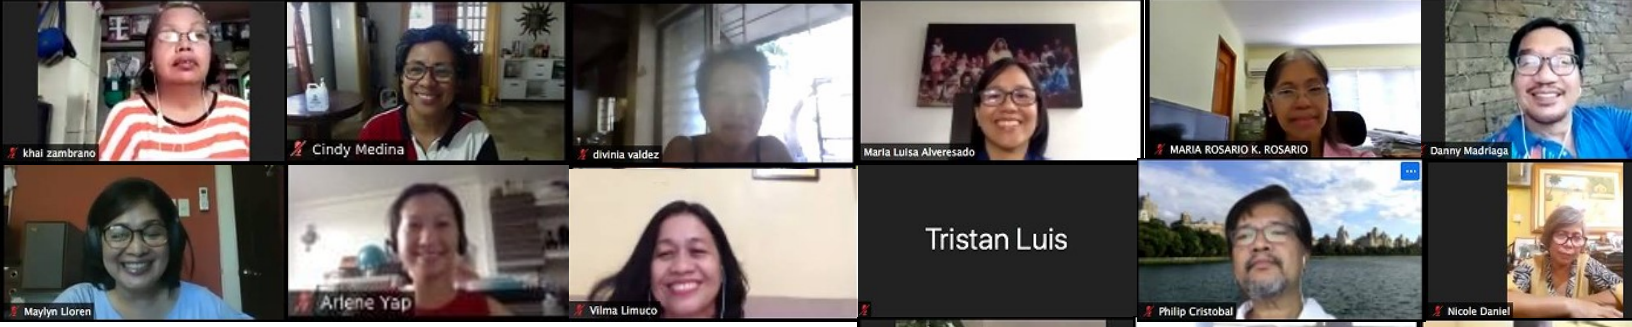 khai zambrano
Cindy Medina
divinia valdez
Maria Luisa Alveresado
MARIA ROSARIO K. ROSARIO
Danny Madriaga
Maylyn Lloren
Arlene Yap
Vilma Limuco
Tristan Luis
Philip Cristobal
Nicole Daniel